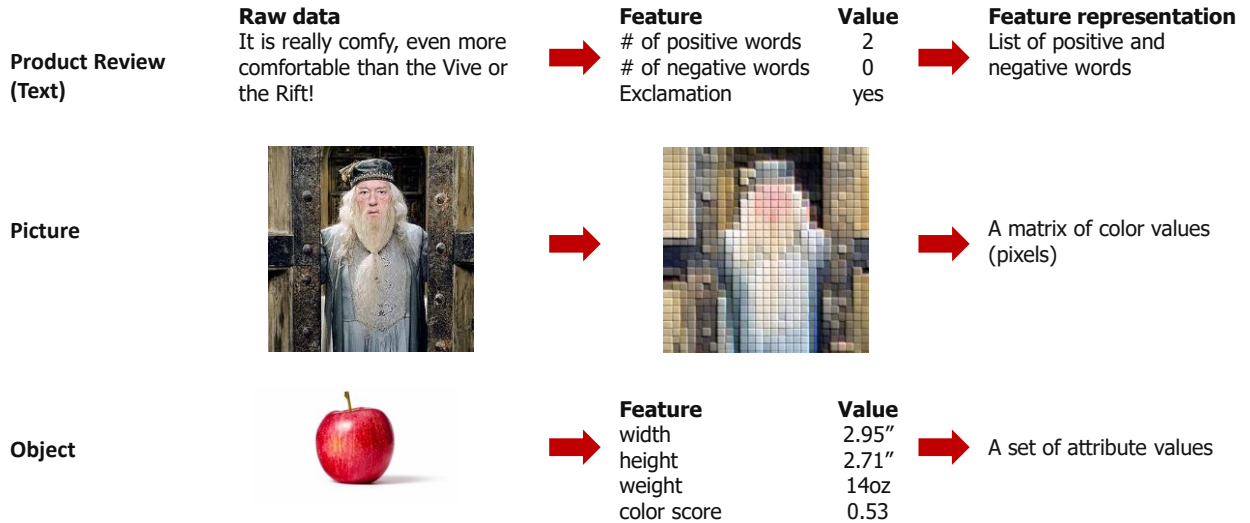 Raw data
Feature Value
Feature representation
Product Review
(Text)
It is really comfy, even more
comfortable than the Vive or
the Rift!
# of positive words 2
# of negative words 0
Exclamation yes
List of positive and
negative words
Picture
A matrix of color values
(pixels)
Object
Feature Value
width 2.95″
height 2.71″
weight 14oz
color score 0.53
A set of attribute values